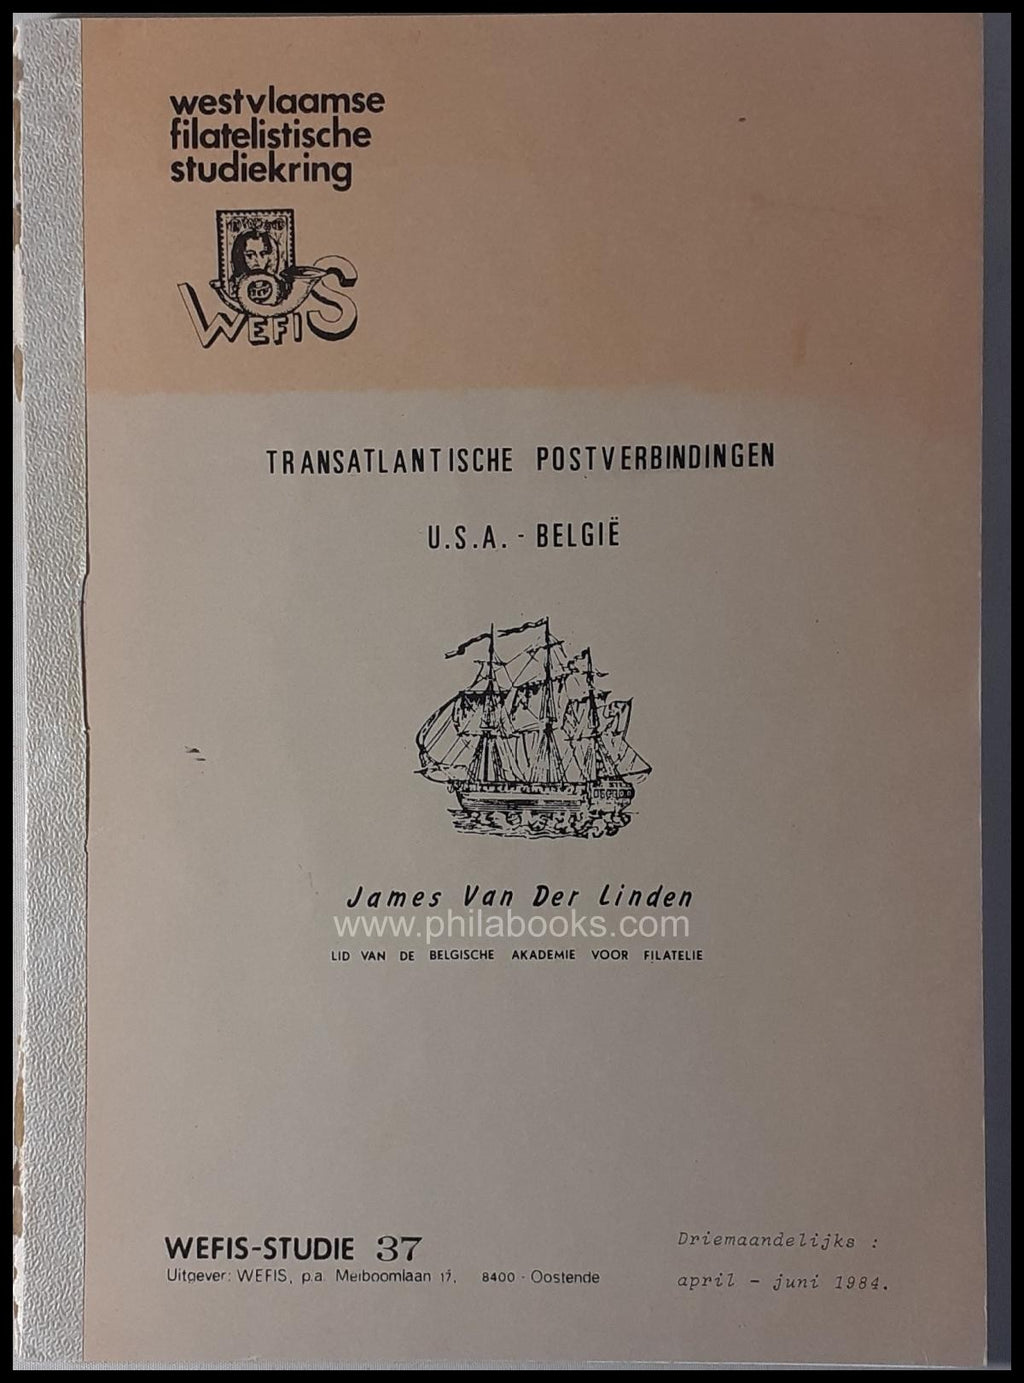 westvlaamse
filatelistische
studiekring
WEFIS
TRANSATLANTISCHE POSTVERBINDINGEN
U.S.A. - BELGIË
James Van Der Linden
www.philabooks.com
LID VAN DE BELGISCHE AKADEMIE VOOR FILATELIE
WEFIS-STUDIE 37
Uitgever: WEFIS, p.a. Meiboomlaan 17, 8400 - Oostende
Driemaandelijks :
april - juni 1984.